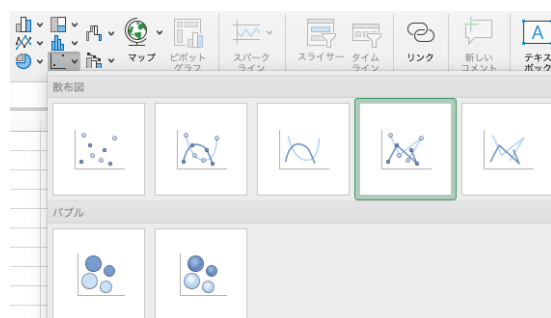 マップ
ピボット
グラフ
スパーク
ライン
スライサー
タイム
ライン
リンク
新しい
コメント
テキス
ボック
A
散布図
バブル